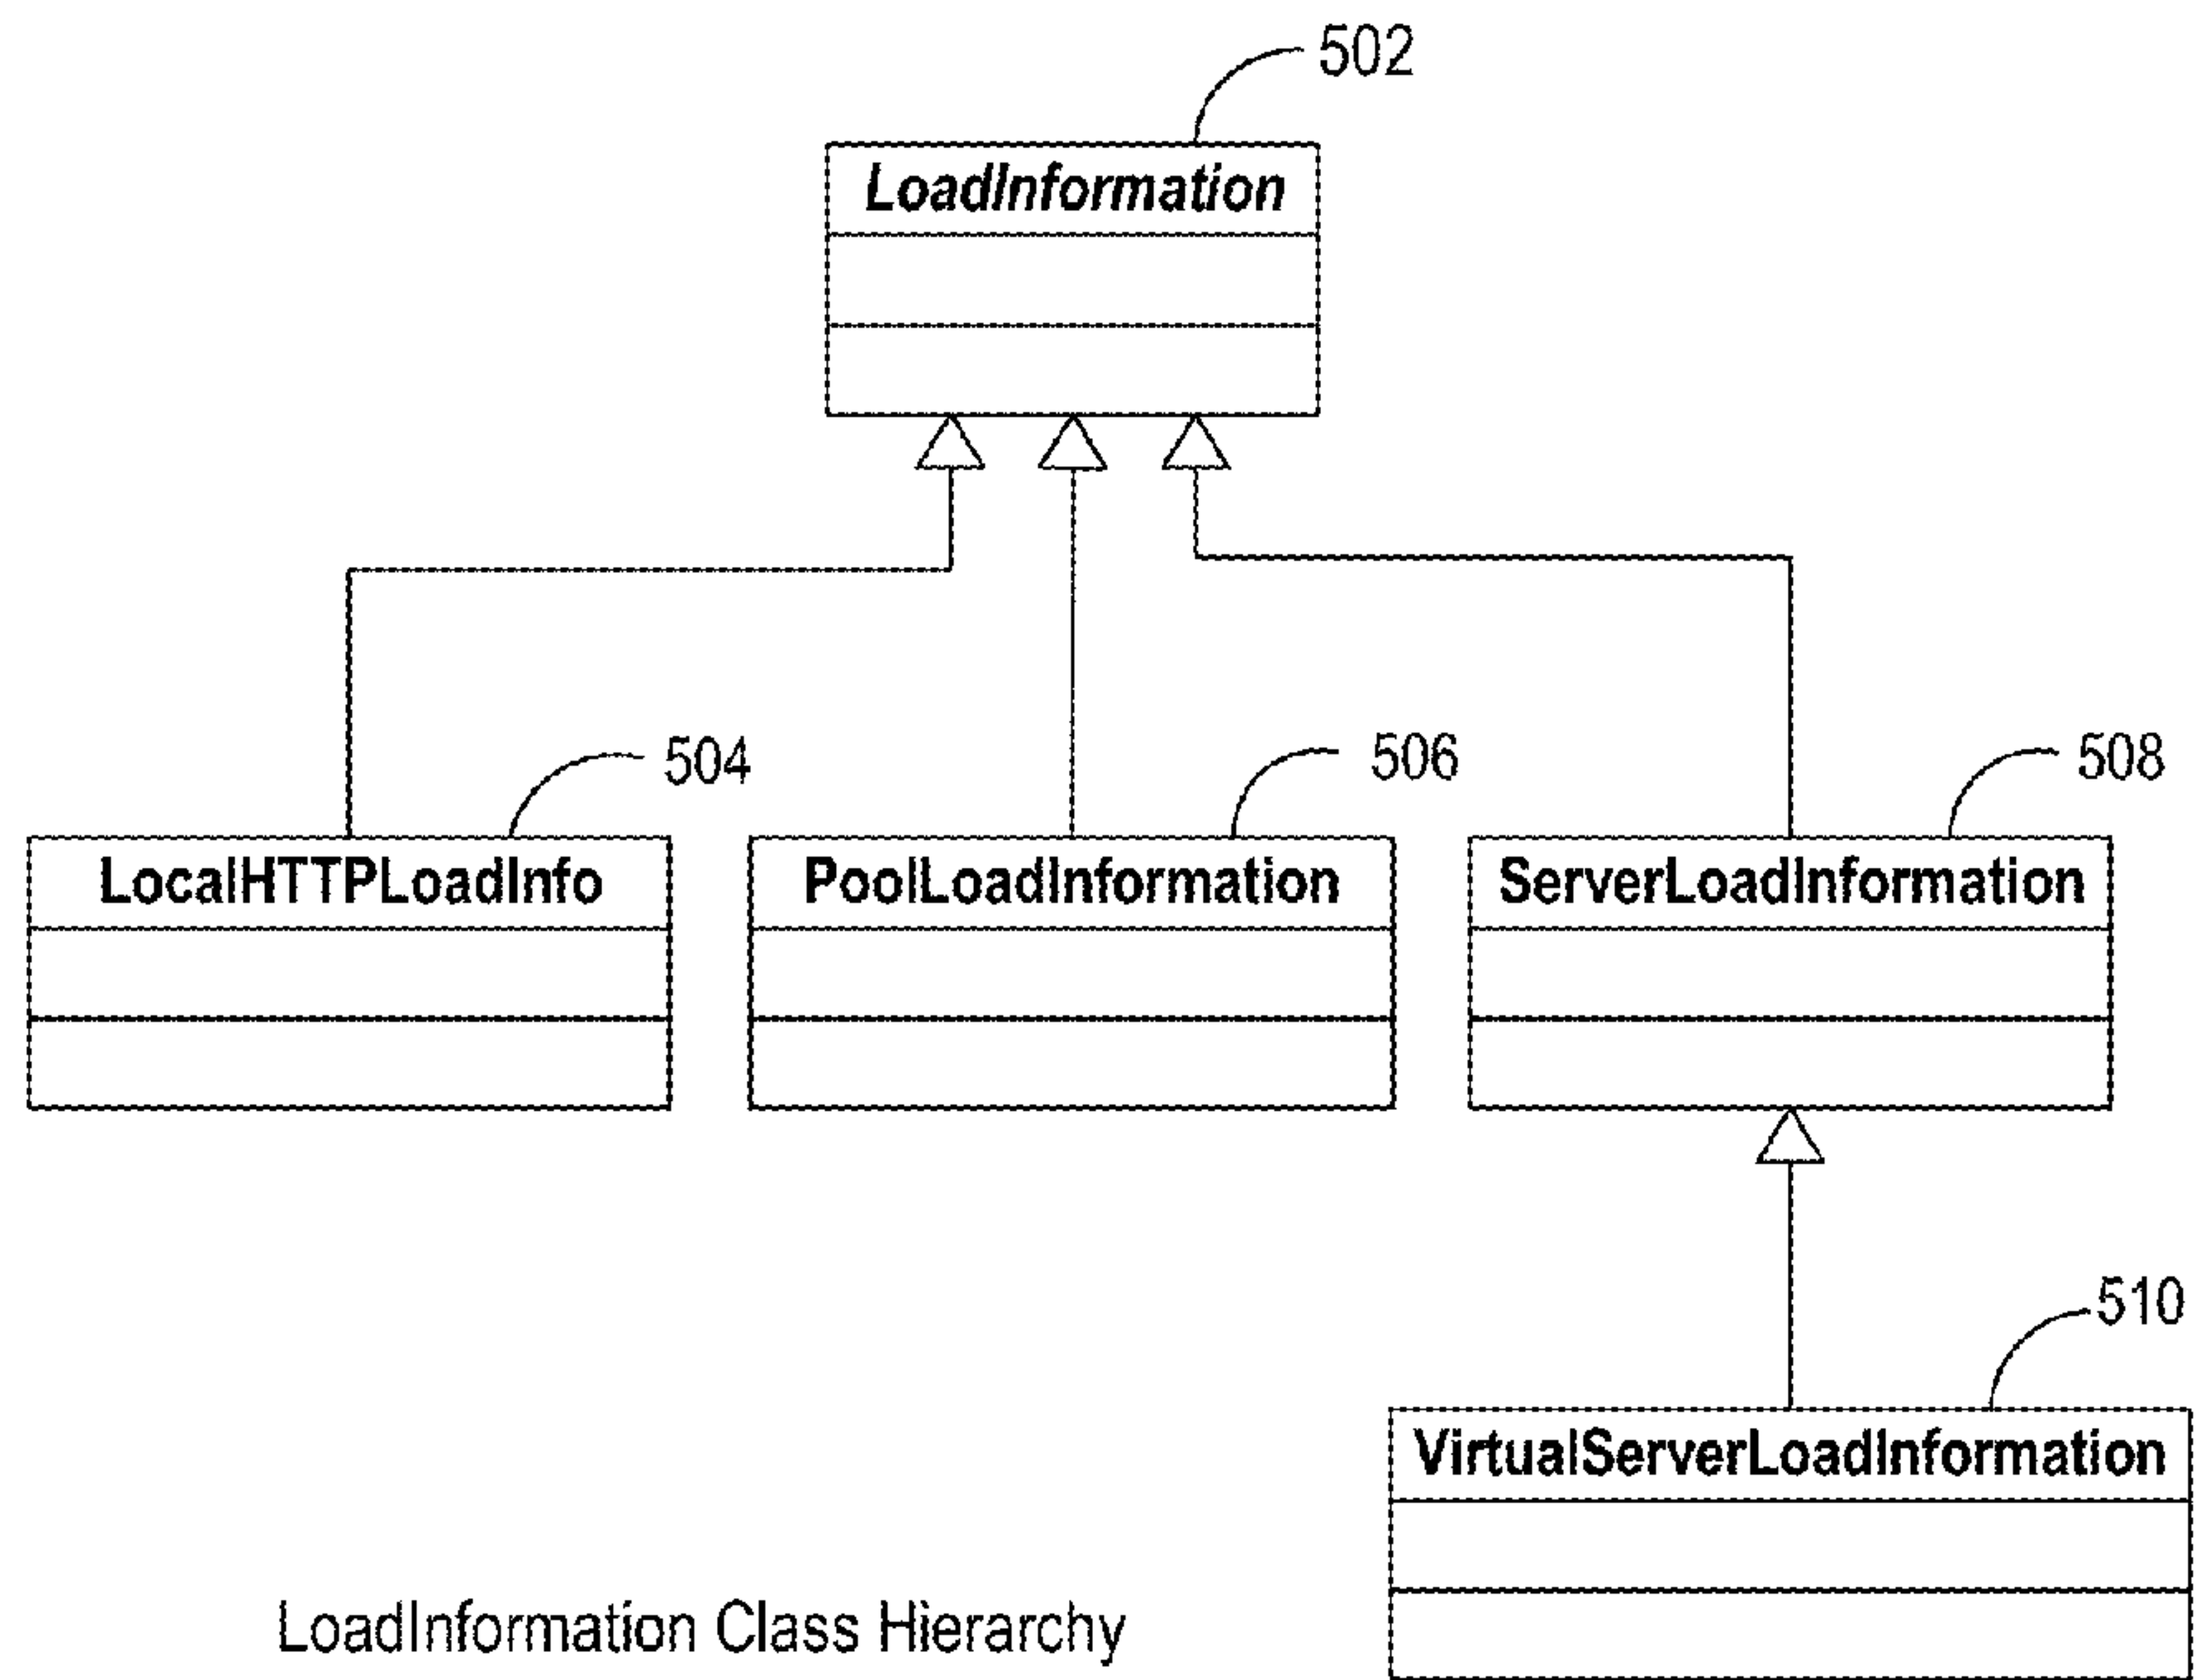 502
LoadInformation
504
506
508
LocalHTTPLoadInfo
PoolLoadInformation
ServerLoadInformation
510
VirtualServerLoadInformation
LoadInformation Class Hierarchy